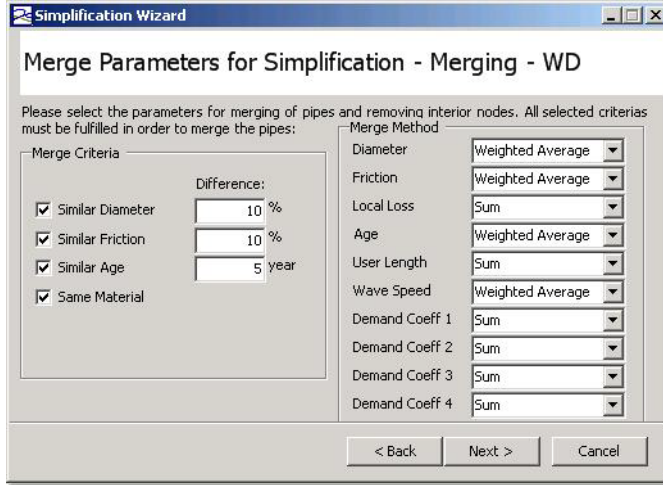 Simplification Wizard
Merge Parameters for Simplification - Merging - WD
Please select the parameters for merging of pipes and removing interior nodes. All selected criterias
must be fulfilled in order to merge the pipes:
Merge Criteria
Difference:
Similar Diameter 10 %
Similar Friction 10 %
Similar Age 5 year
Same Material
Merge Method
Diameter Weighted Average
Friction Weighted Average
Local Loss Sum
Age Weighted Average
User Length Sum
Wave Speed Weighted Average
Demand Coeff 1 Sum
Demand Coeff 2 Sum
Demand Coeff 3 Sum
Demand Coeff 4 Sum
< Back Next > Cancel